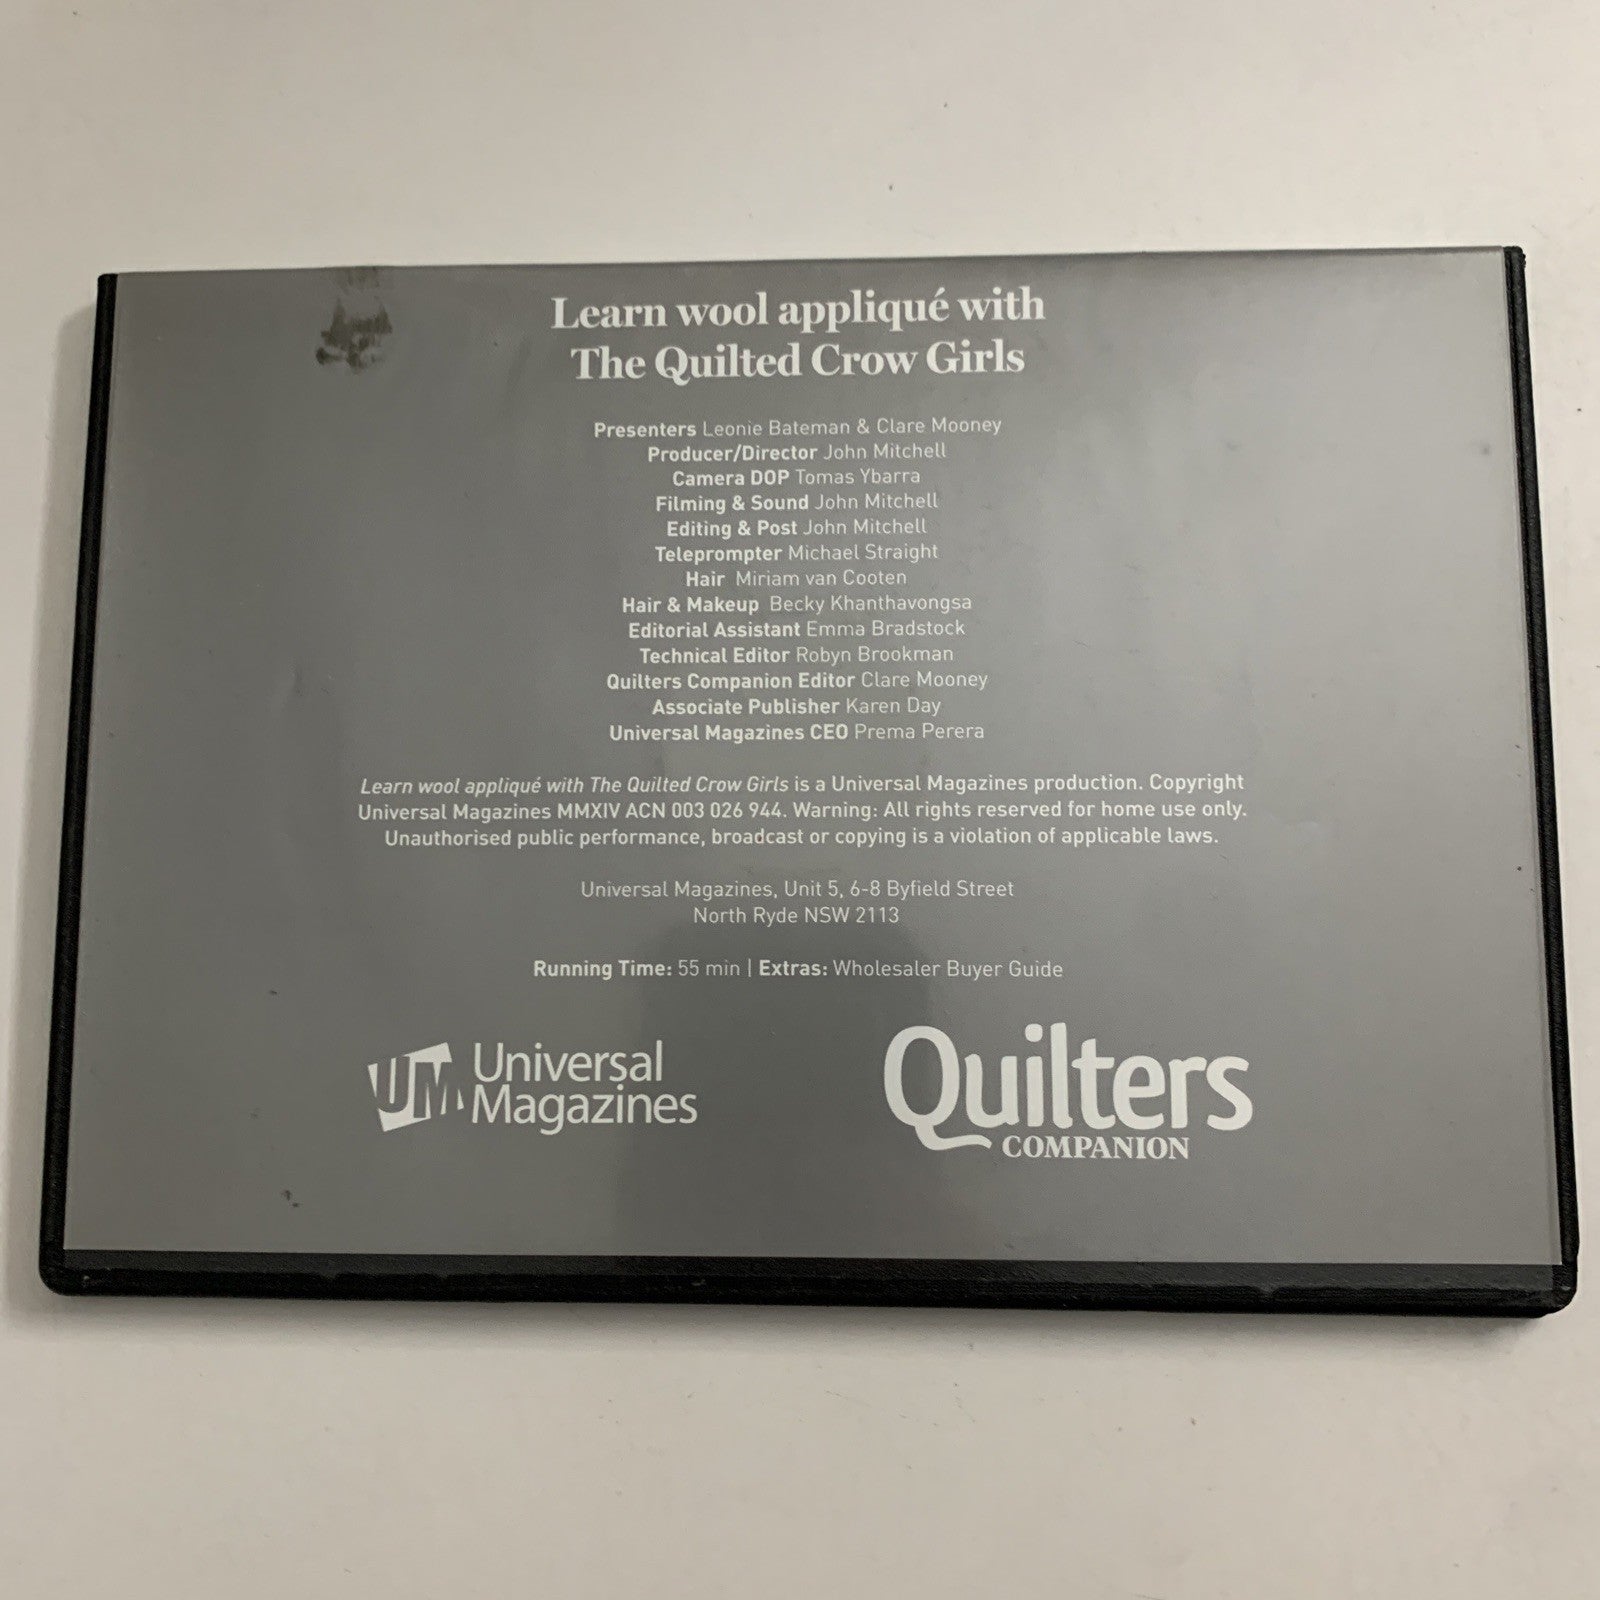 Learn wool appliqué with
The Quilted Crow Girls
Presenters Leonie Bateman & Clare Mooney
Producer/Director John Mitchell
Camera DOP Tomas Ybarra
Filming & Sound John Mitchell
Editing & Post John Mitchell
Teleprompter Michael Straight
Hair Miriam van Cooten
Hair & Makeup Becky Khanthavongsa
Editorial Assistant Emma Bradstock
Technical Editor Robyn Brookman
Quilters Companion Editor Clare Mooney
Associate Publisher Karen Day
Universal Magazines CEO Prema Perera
Learn wool appliqué with The Quilted Crow Girls is a Universal Magazines production. Copyright
Universal Magazines MMXIV ACN 003 026 944. Warning: All rights reserved for home use only.
Unauthorised public performance, broadcast or copying is a violation of applicable laws.
Universal Magazines, Unit 5, 6-8 Byfield Street
North Ryde NSW 2113
Running Time: 55 min | Extras: Wholesaler Buyer Guide
UM Universal
Magazines
Quilters
COMPANION